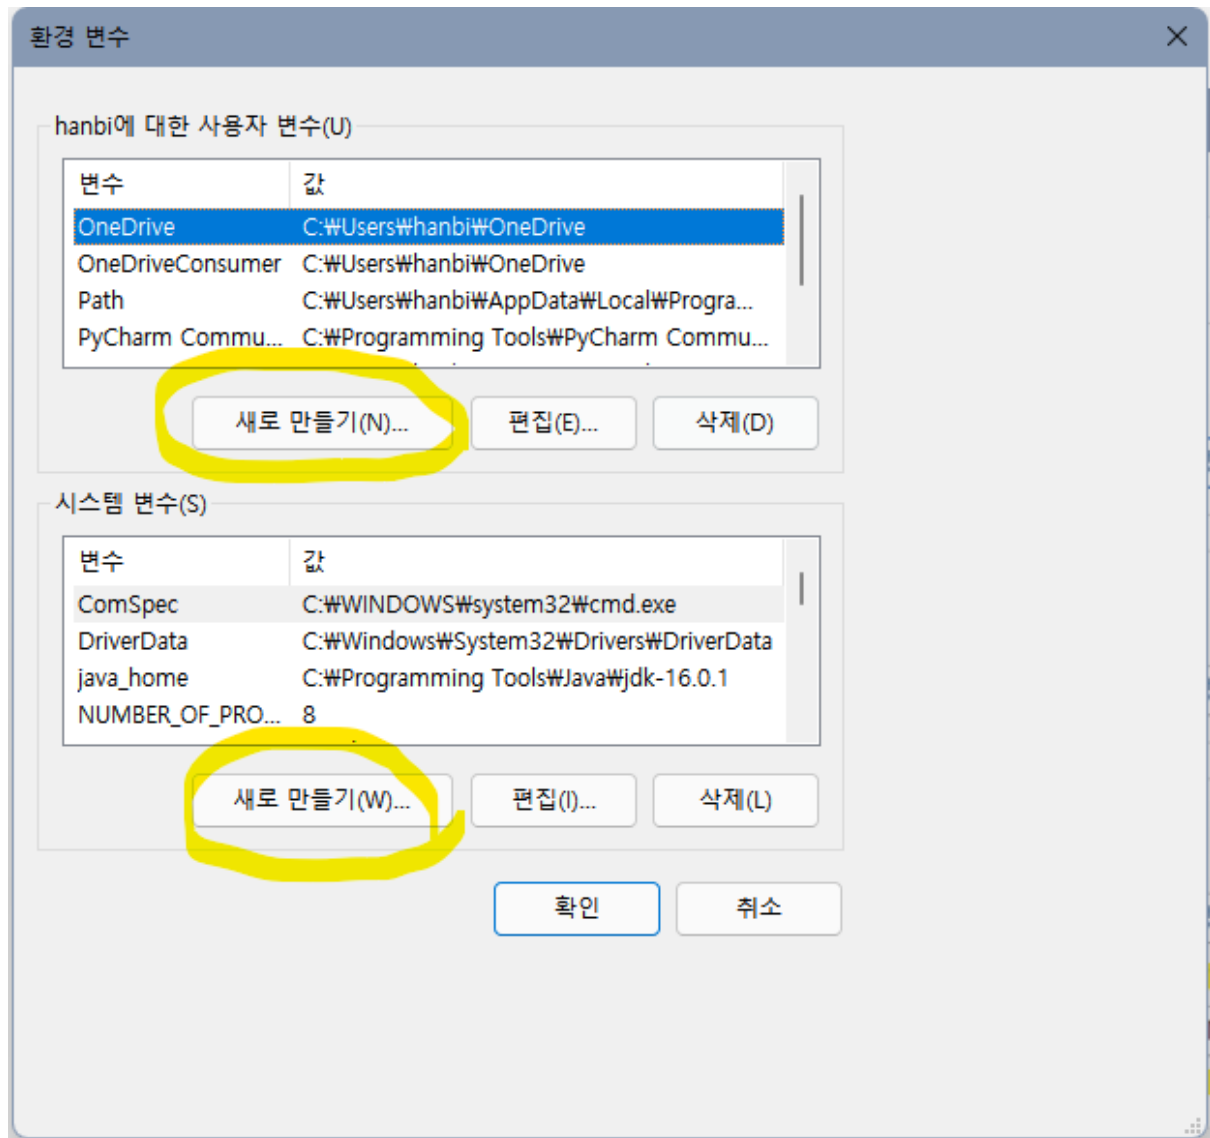 환경 변수
hanbi에 대한 사용자 변수(U)
변수 값
OneDrive C:₩Users₩hanbi₩OneDrive
OneDriveConsumer C:₩Users₩hanbi₩OneDrive
Path C:₩Users₩hanbi₩AppData₩Local₩Progra...
PyCharm Commu... C:₩Programming Tools₩PyCharm Commu...
새로 만들기(N)... 편집(E)... 삭제(D)
시스템 변수(S)
변수 값
ComSpec C:₩WINDOWS₩system32₩cmd.exe
DriverData C:₩Windows₩System32₩Drivers₩DriverData
java_home C:₩Programming Tools₩Java₩jdk-16.0.1
NUMBER_OF_PRO... 8
새로 만들기(W)... 편집(I)... 삭제(L)
확인 취소